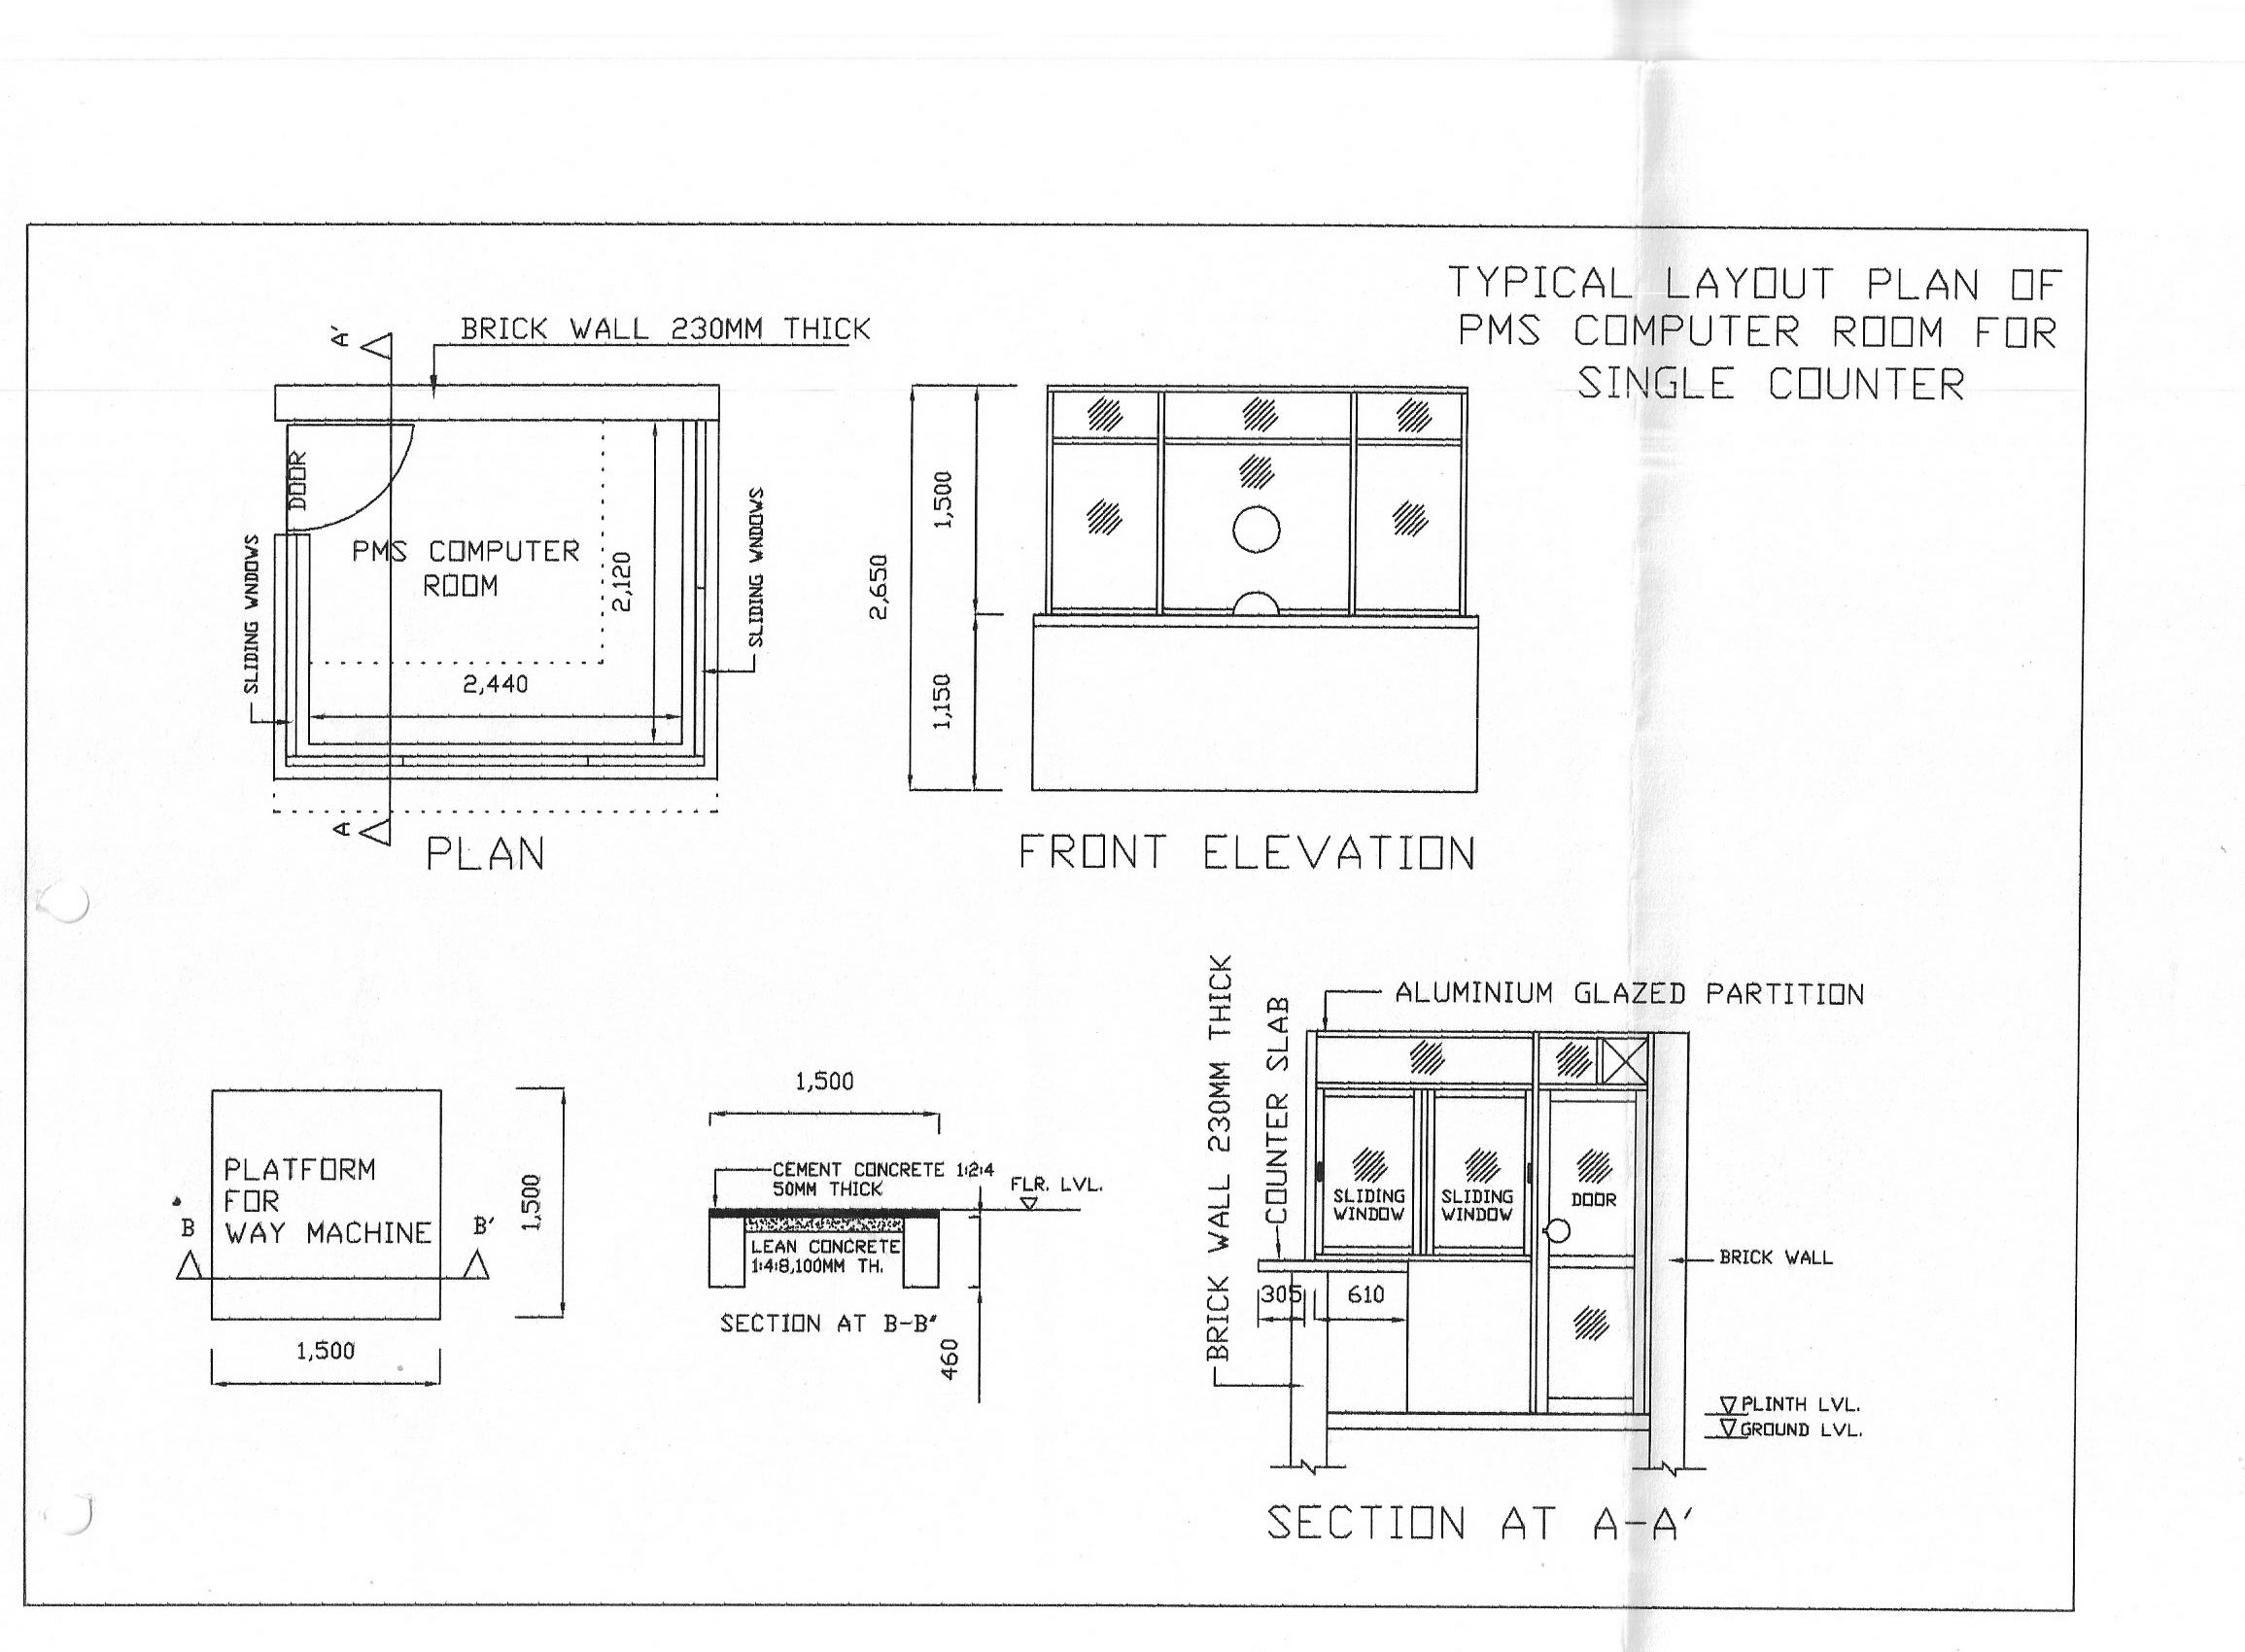 TYPICAL LAYOUT PLAN OF
PMS COMPUTER ROOM FOR
SINGLE COUNTER
A'
BRICK WALL 230MM THICK
DOOR
SLIDING WNDOWS
PMS COMPUTER
ROOM
2,120
SLIDING WNDOWS
2,440
A
PLAN
2,650
1,500
1,150
FRONT ELEVATION
PLATFORM
FOR
WAY MACHINE
B
B'
1,500
1,500
1,500
CEMENT CONCRETE 1:2:4
50MM THICK
FLR. LVL.
LEAN CONCRETE
1:4:8,100MM TH.
SECTION AT B-B'
460
BRICK WALL 230MM THICK
COUNTER SLAB
ALUMINIUM GLAZED PARTITION
SLIDING
WINDOW
SLIDING
WINDOW
DOOR
BRICK WALL
305
610
PLINTH LVL.
GROUND LVL.
SECTION AT A-A'